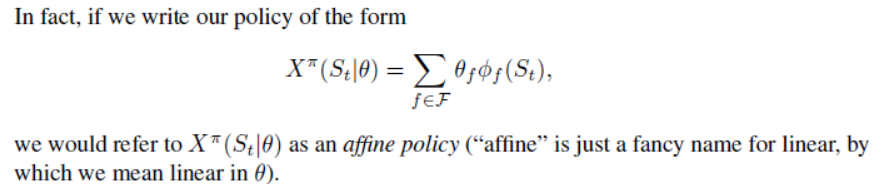 In fact, if we write our policy of the form
X^π(S_t|θ) = ∑_{f∈ℱ} θ_f ϕ_f(S_t),
we would refer to X^π(S_t|θ) as an affine policy (“affine” is just a fancy name for linear, by
which we mean linear in θ).